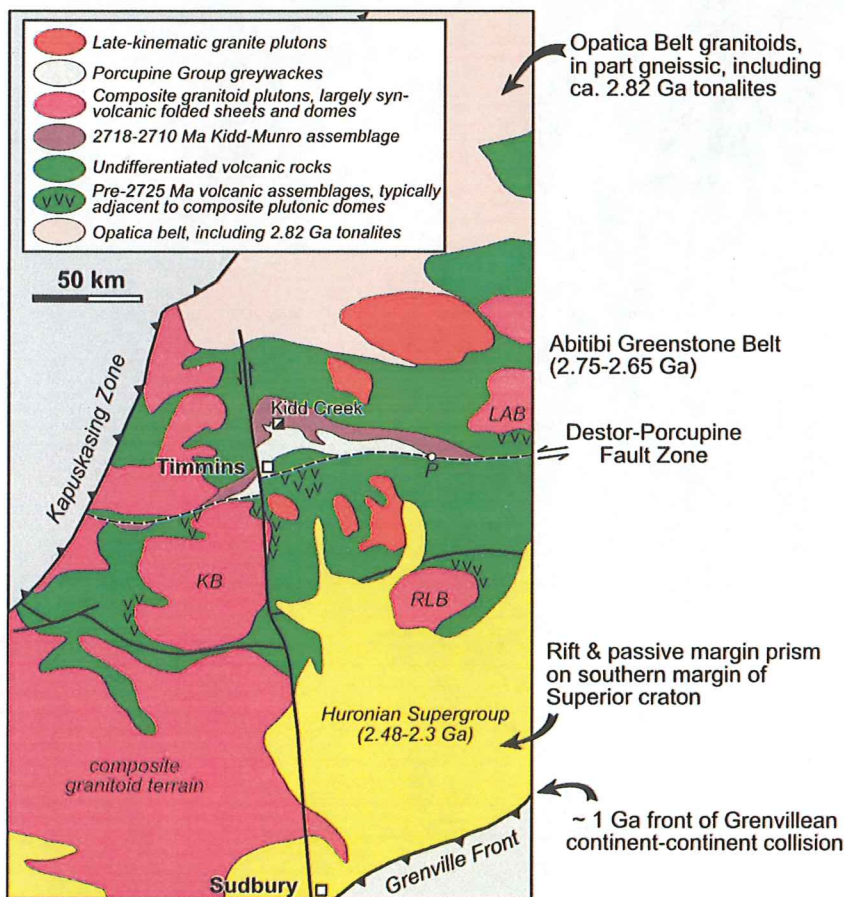 Late-kinematic granite plutons
Porcupine Group greywackes
Composite granitoid plutons, largely syn-
volcanic folded sheets and domes
2718-2710 Ma Kidd-Munro assemblage
Undifferentiated volcanic rocks
Pre-2725 Ma volcanic assemblages, typically
adjacent to composite plutonic domes
Opatica belt, including 2.82 Ga tonalites
50 km
Opatica Belt granitoids,
in part gneissic, including
ca. 2.82 Ga tonalites
Kapuskasing Zone
Abitibi Greenstone Belt
(2.75-2.65 Ga)
LAB
Kidd Creek
Timmins
P
Destor-Porcupine
Fault Zone
KB
RLB
Rift & passive margin prism
on southern margin of
Superior craton
Huronian Supergroup
(2.48-2.3 Ga)
composite
granitoid terrain
~ 1 Ga front of Grenvillean
continent-continent collision
Grenville Front
Sudbury